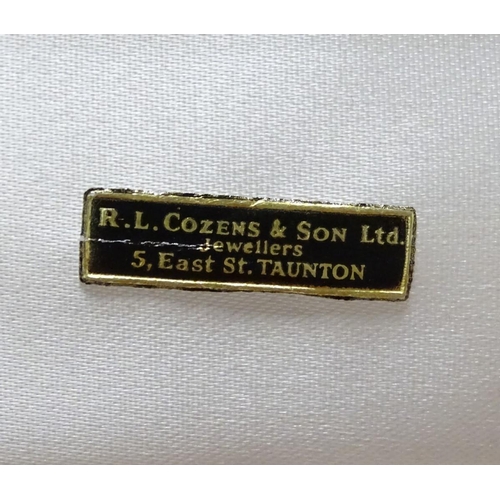 R.L. COZENS & SON Ltd.
Jewellers
5, East St. TAUNTON